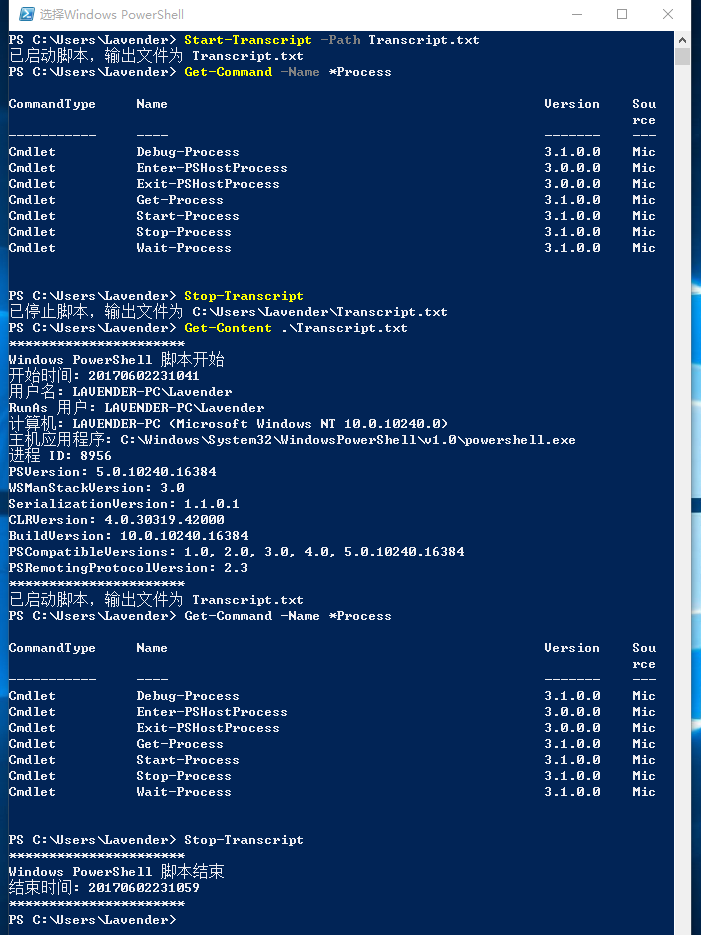 选择Windows PowerShell
PS C:\Users\Lavender> Start-Transcript -Path Transcript.txt
已启动脚本，输出文件为 Transcript.txt
PS C:\Users\Lavender> Get-Command -Name *Process
CommandType     Name                                               Version    Sou
                                                                              rce
-----------     ----                                               -------    ---
Cmdlet          Debug-Process                                      3.1.0.0    Mic
Cmdlet          Enter-PSHostProcess                                3.0.0.0    Mic
Cmdlet          Exit-PSHostProcess                                 3.0.0.0    Mic
Cmdlet          Get-Process                                        3.1.0.0    Mic
Cmdlet          Start-Process                                      3.1.0.0    Mic
Cmdlet          Stop-Process                                       3.1.0.0    Mic
Cmdlet          Wait-Process                                       3.1.0.0    Mic
PS C:\Users\Lavender> Stop-Transcript
已停止脚本，输出文件为 C:\Users\Lavender\Transcript.txt
PS C:\Users\Lavender> Get-Content .\Transcript.txt
**********************
Windows PowerShell 脚本开始
开始时间: 20170602231041
用户名: LAVENDER-PC\Lavender
RunAs 用户: LAVENDER-PC\Lavender
计算机: LAVENDER-PC (Microsoft Windows NT 10.0.10240.0)
主机应用程序: C:\Windows\System32\WindowsPowerShell\v1.0\powershell.exe
进程 ID: 8956
PSVersion: 5.0.10240.16384
WSManStackVersion: 3.0
SerializationVersion: 1.1.0.1
CLRVersion: 4.0.30319.42000
BuildVersion: 10.0.10240.16384
PSCompatibleVersions: 1.0, 2.0, 3.0, 4.0, 5.0.10240.16384
PSRemotingProtocolVersion: 2.3
**********************
已启动脚本，输出文件为 Transcript.txt
PS C:\Users\Lavender> Get-Command -Name *Process
CommandType     Name                                               Version    Sou
                                                                              rce
-----------     ----                                               -------    ---
Cmdlet          Debug-Process                                      3.1.0.0    Mic
Cmdlet          Enter-PSHostProcess                                3.0.0.0    Mic
Cmdlet          Exit-PSHostProcess                                 3.0.0.0    Mic
Cmdlet          Get-Process                                        3.1.0.0    Mic
Cmdlet          Start-Process                                      3.1.0.0    Mic
Cmdlet          Stop-Process                                       3.1.0.0    Mic
Cmdlet          Wait-Process                                       3.1.0.0    Mic
PS C:\Users\Lavender> Stop-Transcript
**********************
Windows PowerShell 脚本结束
结束时间: 20170602231059
**********************
PS C:\Users\Lavender>